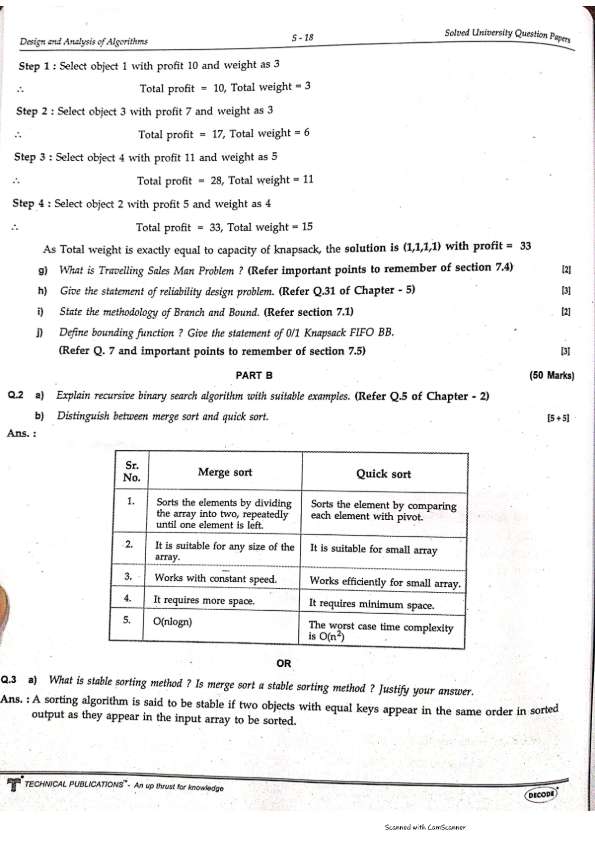 Design and Analysis of Algorithms 5 - 18 Solved University Question Papers
Step 1 : Select object 1 with profit 10 and weight as 3
∴ Total profit = 10, Total weight = 3
Step 2 : Select object 3 with profit 7 and weight as 3
∴ Total profit = 17, Total weight = 6
Step 3 : Select object 4 with profit 11 and weight as 5
∴ Total profit = 28, Total weight = 11
Step 4 : Select object 2 with profit 5 and weight as 4
∴ Total profit = 33, Total weight = 15
As Total weight is exactly equal to capacity of knapsack, the solution is (1,1,1,1) with profit = 33
g) What is Travelling Sales Man Problem ? (Refer important points to remember of section 7.4) [2]
h) Give the statement of reliability design problem. (Refer Q.31 of Chapter - 5) [3]
i) State the methodology of Branch and Bound. (Refer section 7.1) [2]
j) Define bounding function ? Give the statement of 0/1 Knapsack FIFO BB.
(Refer Q. 7 and important points to remember of section 7.5) [3]
PART B (50 Marks)
Q.2 a) Explain recursive binary search algorithm with suitable examples. (Refer Q.5 of Chapter - 2)
b) Distinguish between merge sort and quick sort. [5 + 5]
Ans. :
Sr. No. Merge sort Quick sort
1. Sorts the elements by dividing the array into two, repeatedly until one element is left. Sorts the element by comparing each element with pivot.
2. It is suitable for any size of the array. It is suitable for small array
3. Works with constant speed. Works efficiently for small array.
4. It requires more space. It requires minimum space.
5. O(nlogn) The worst case time complexity is O(n²)
OR
Q.3 a) What is stable sorting method ? Is merge sort a stable sorting method ? Justify your answer.
Ans. : A sorting algorithm is said to be stable if two objects with equal keys appear in the same order in sorted
output as they appear in the input array to be sorted.
TECHNICAL PUBLICATIONS™ - An up thrust for knowledge
DECODE
Scanned with CamScanner